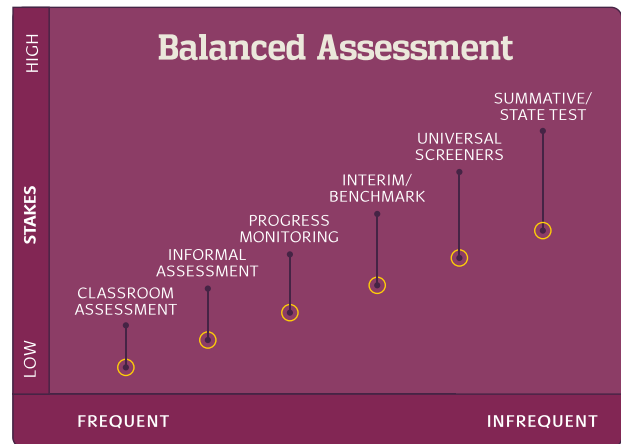 Balanced Assessment
HIGH
STAKES
LOW
SUMMATIVE/
STATE TEST
UNIVERSAL
SCREENERS
INTERIM/
BENCHMARK
PROGRESS
MONITORING
INFORMAL
ASSESSMENT
CLASSROOM
ASSESSMENT
FREQUENT
INFREQUENT